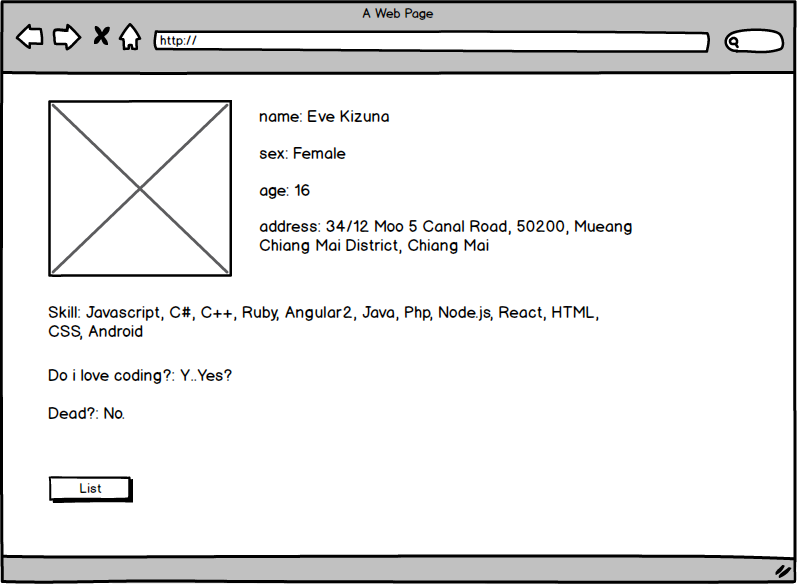 A Web Page
http://
name: Eve Kizuna
sex: Female
age: 16
address: 34/12 Moo 5 Canal Road, 50200, Mueang
Chiang Mai District, Chiang Mai
Skill: Javascript, C#, C++, Ruby, Angular2, Java, Php, Node.js, React, HTML,
CSS, Android
Do i love coding?: Y..Yes?
Dead?: No.
List